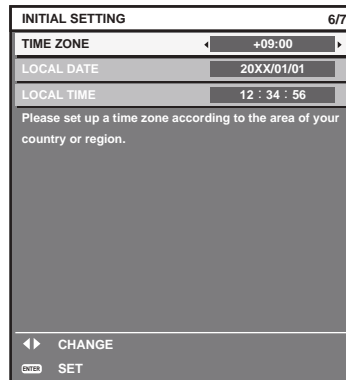 INITIAL SETTING 6/7
TIME ZONE +09:00
LOCAL DATE 20XX/01/01
LOCAL TIME 12 : 34 : 56
Please set up a time zone according to the area of your
country or region.
CHANGE
ENTER SET